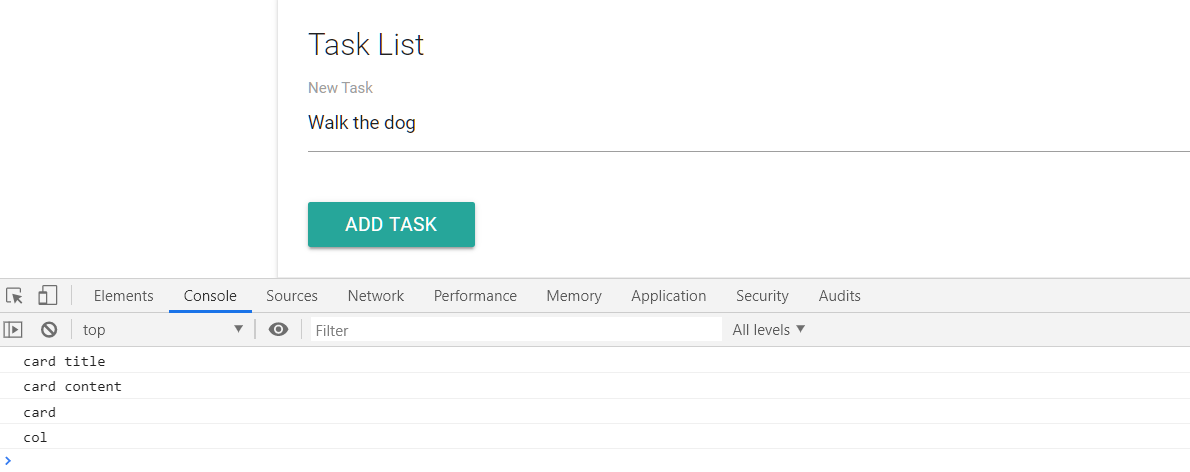 Task List
New Task
Walk the dog
ADD TASK
Elements Console Sources Network Performance Memory Application Security Audits
top Filter All levels
card title
card content
card
col